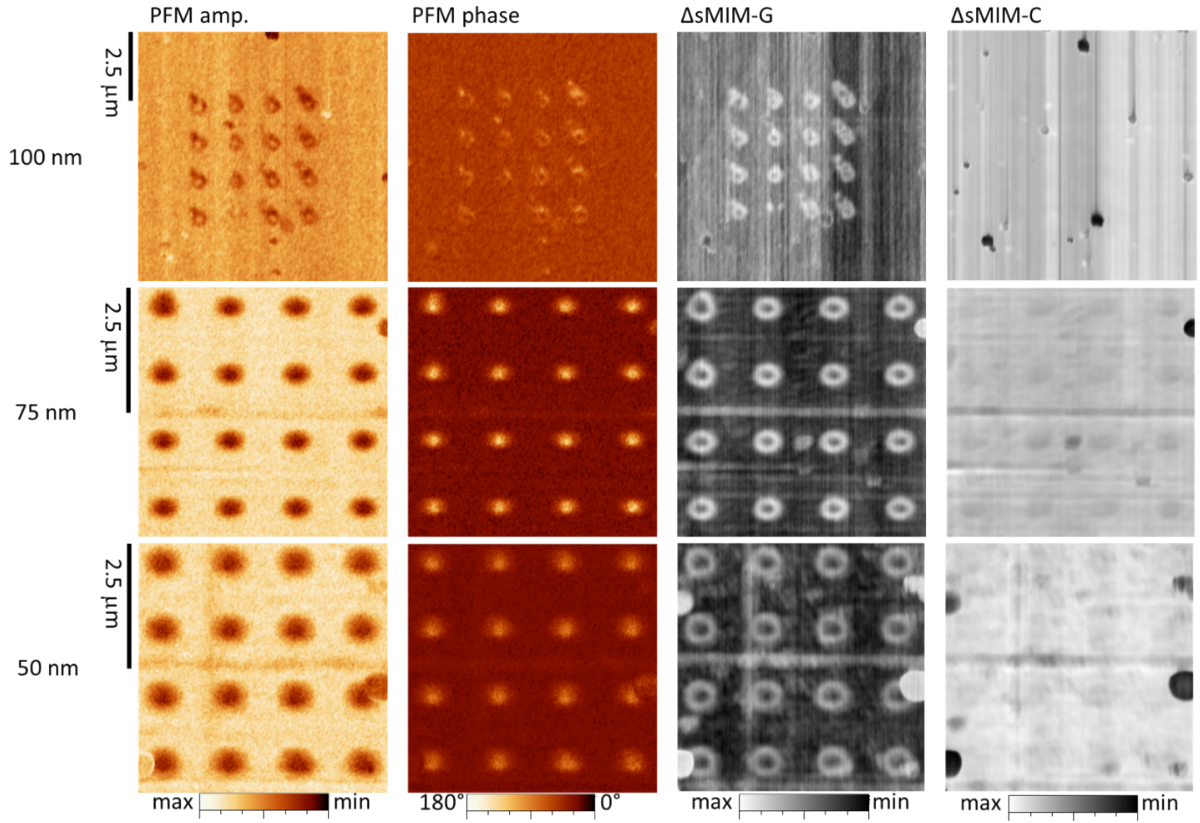 PFM amp.
PFM phase
ΔsMIM-G
ΔsMIM-C
2.5 μm
100 nm
2.5 μm
75 nm
2.5 μm
50 nm
max min
180° 0°
max min
max min